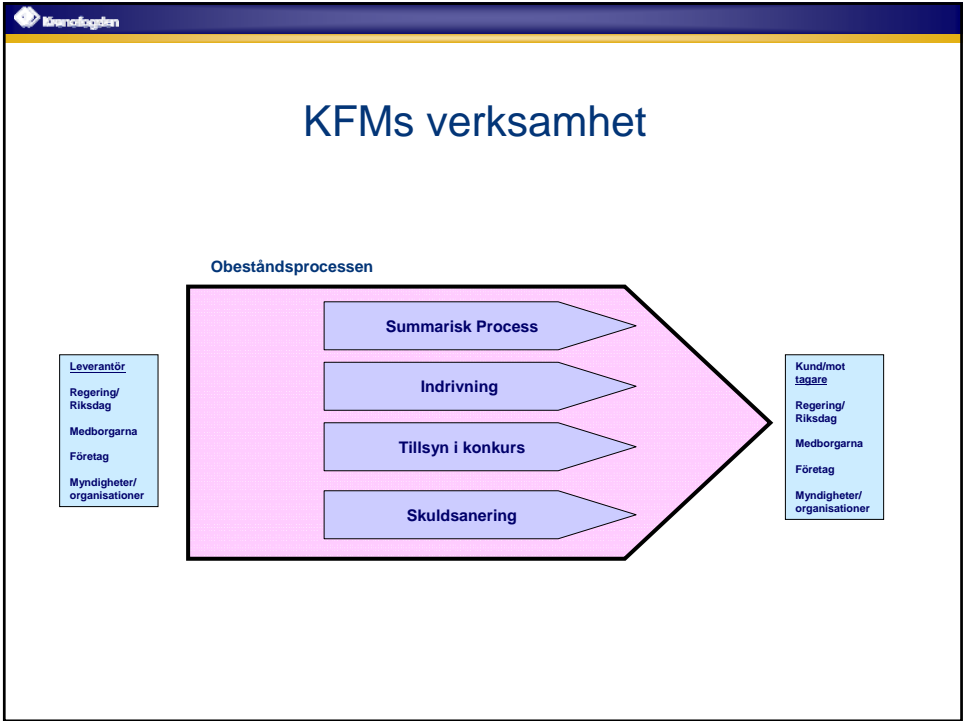 Kronofogden
KFMs verksamhet
Obeståndsprocessen
Summarisk Process
Indrivning
Tillsyn i konkurs
Skuldsanering
Leverantör
Regering/
Riksdag
Medborgarna
Företag
Myndigheter/
organisationer
Kund/mot
tagare
Regering/
Riksdag
Medborgarna
Företag
Myndigheter/
organisationer